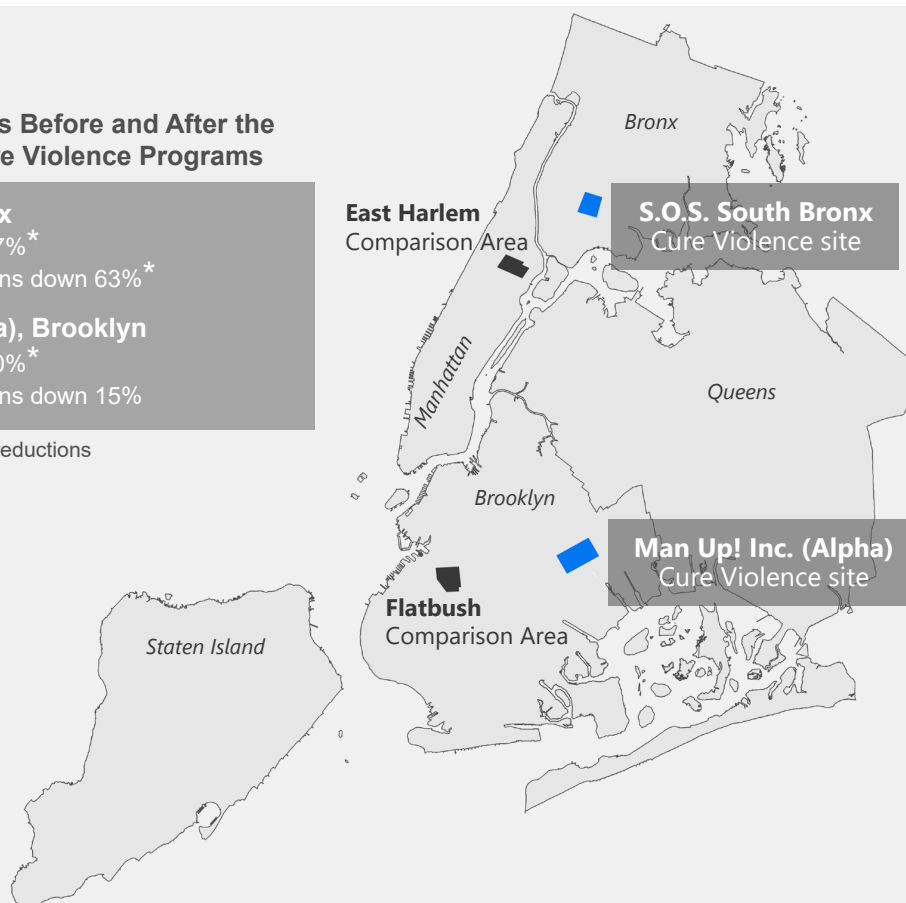 s Before and After the
e Violence Programs
x
7%*
ns down 63%*
a), Brooklyn
0%*
ns down 15%
reductions
Bronx
East Harlem
Comparison Area
S.O.S. South Bronx
Cure Violence site
Manhattan
Queens
Brooklyn
Man Up! Inc. (Alpha)
Cure Violence site
Flatbush
Comparison Area
Staten Island